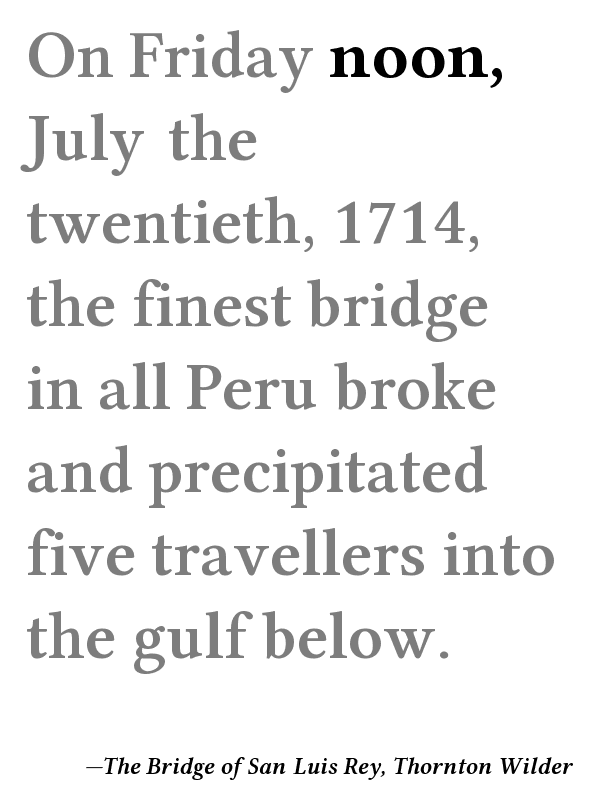 On Friday noon,
July the
twentieth, 1714,
the finest bridge
in all Peru broke
and precipitated
five travellers into
the gulf below.
—The Bridge of San Luis Rey, Thornton Wilder